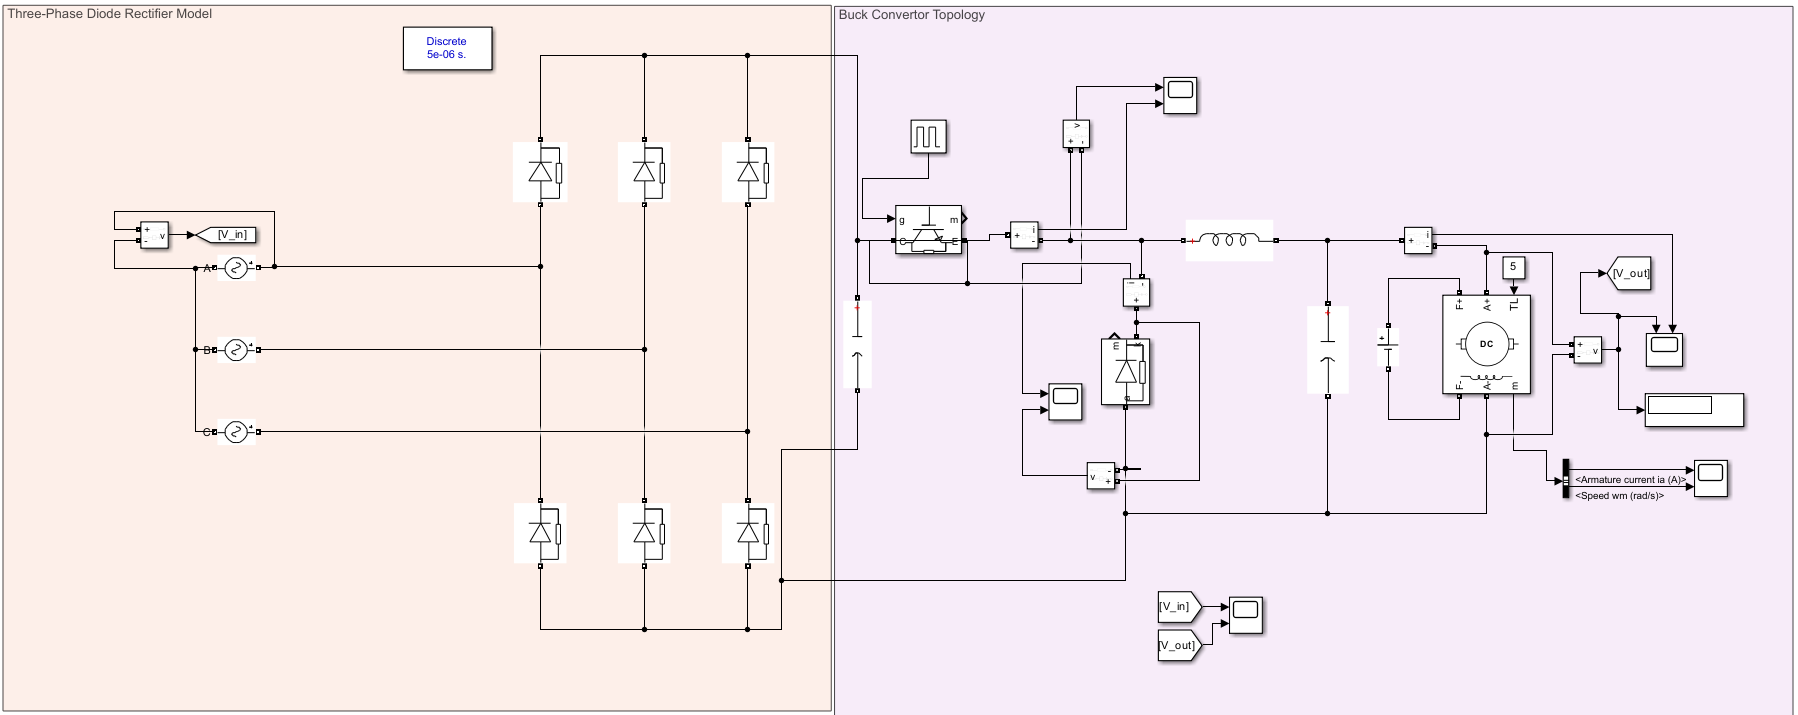 Three-Phase Diode Rectifier Model
Buck Convertor Topology
Discrete
5e-06 s.
v
+ -
g
m
C
E
+
-
v
[V_in]
A
B
C
+
-
i
+
-
i
5
[V_out]
F+
A+
TL
DC
F-
A-
m
+
-
v
i
-
+
m
k
a
v
-
+
<Armature current ia (A)>
<Speed wm (rad/s)>
[V_in]
[V_out]